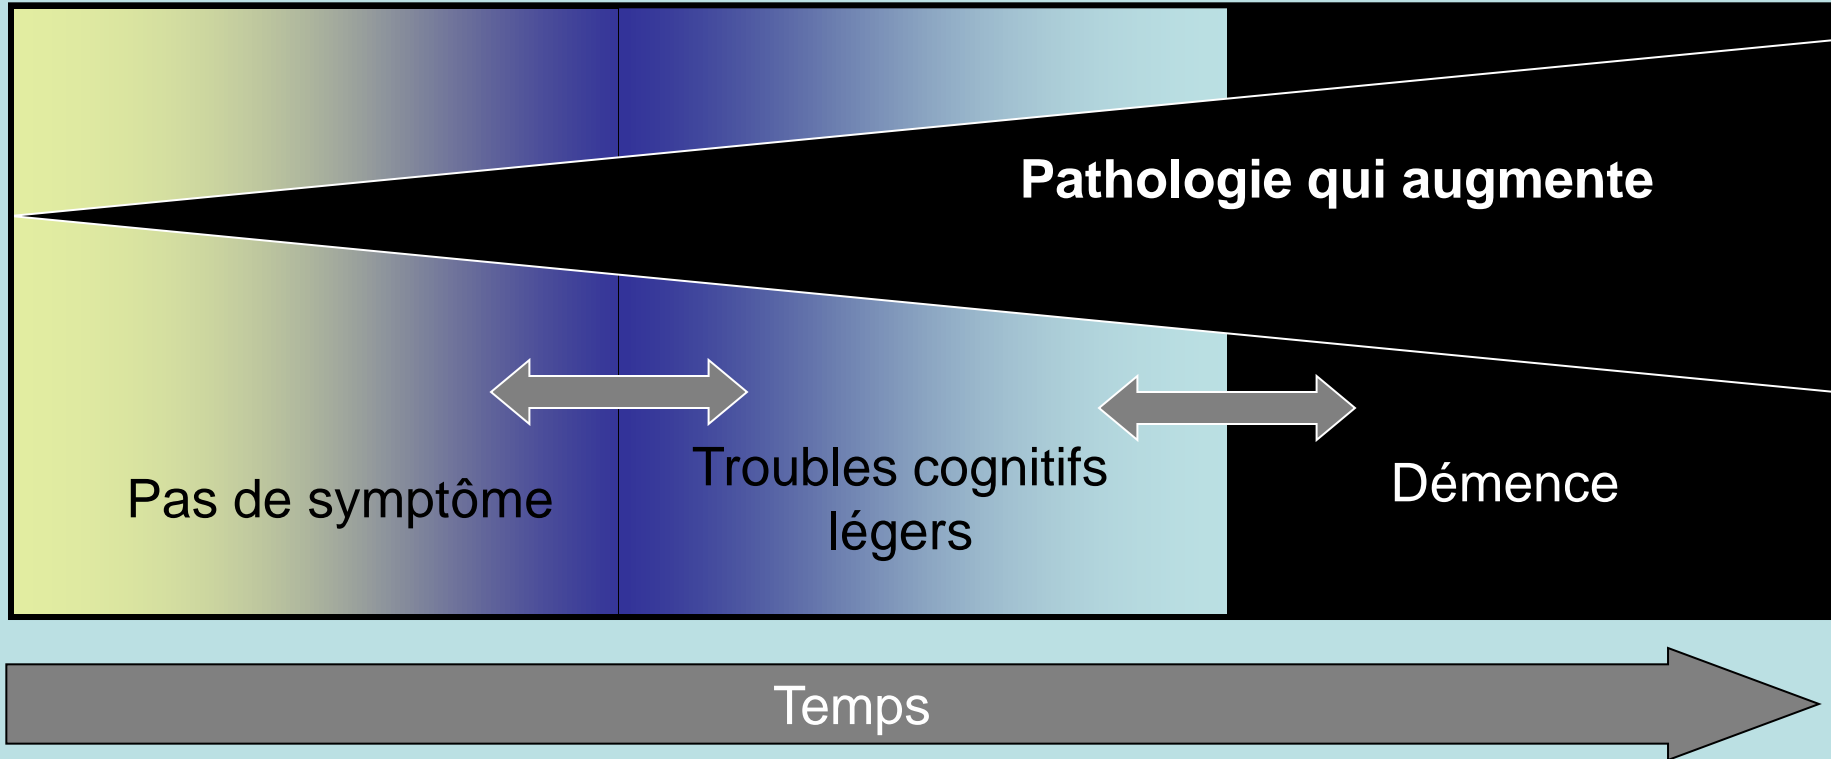 Pathologie qui augmente
Pas de symptôme
Troubles cognitifs
légers
Démence
Temps